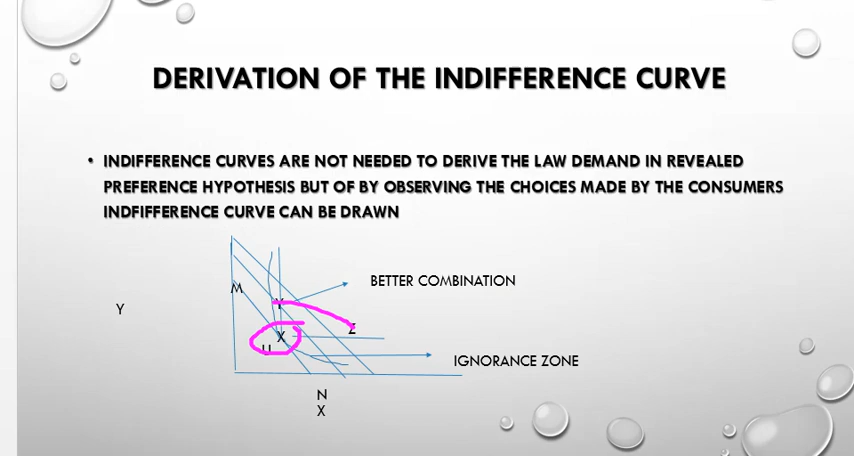 DERIVATION OF THE INDIFFERENCE CURVE
• INDIFFERENCE CURVES ARE NOT NEEDED TO DERIVE THE LAW DEMAND IN REVEALED
PREFERENCE HYPOTHESIS BUT OF BY OBSERVING THE CHOICES MADE BY THE CONSUMERS
INDFIFFERENCE CURVE CAN BE DRAWN
BETTER COMBINATION
M
Y
Y
Z
X
U
IGNORANCE ZONE
N
X